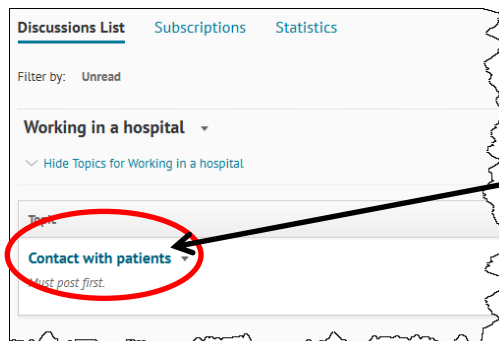 Discussions List Subscriptions Statistics
Filter by: Unread
Working in a hospital
Hide Topics for Working in a hospital
Topic
Contact with patients
Must post first.